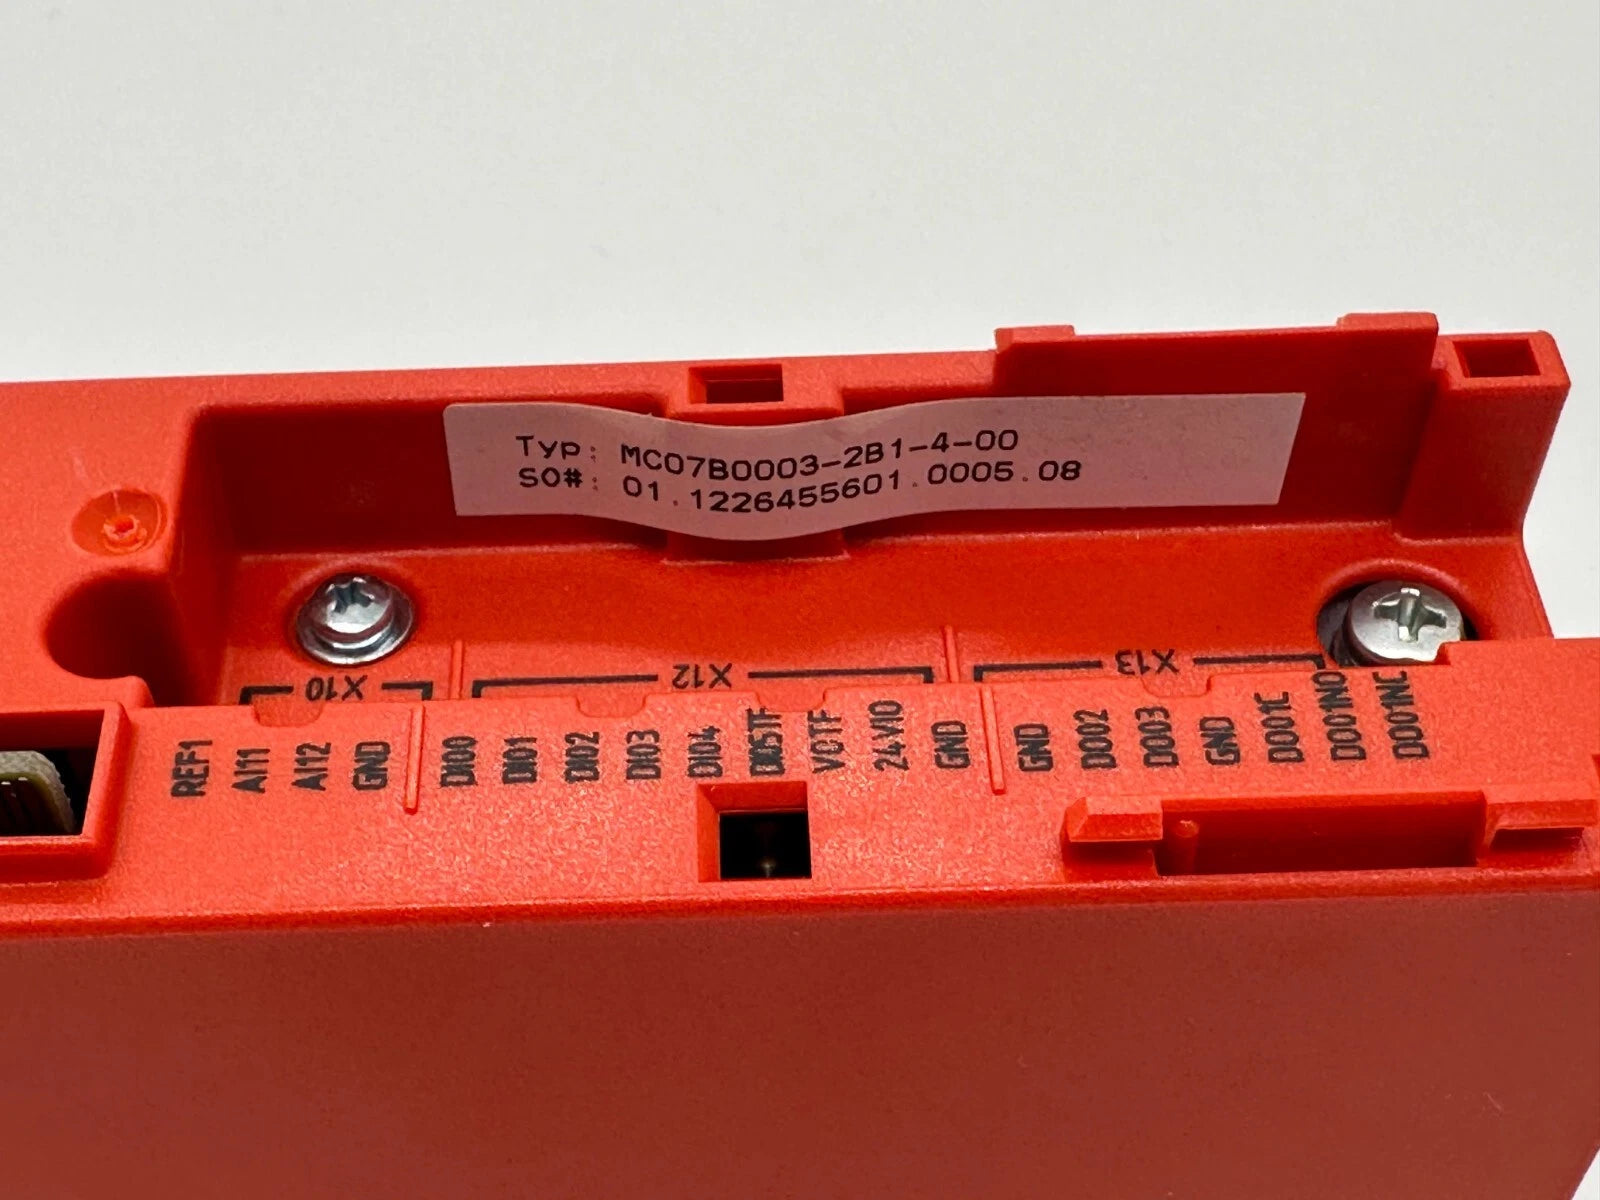 Typ: MC07B0003-2B1-4-00
SO#: 01.1226455601.0005.08
X10
X12
X13
REF1
AI11
AI12
GND
DI00
DI01
DI02
DI03
DI04
DI05TF
VOTF
24VIO
GND
GND
DO02
DO03
GND
DO01C
DO01NO
DO01NC